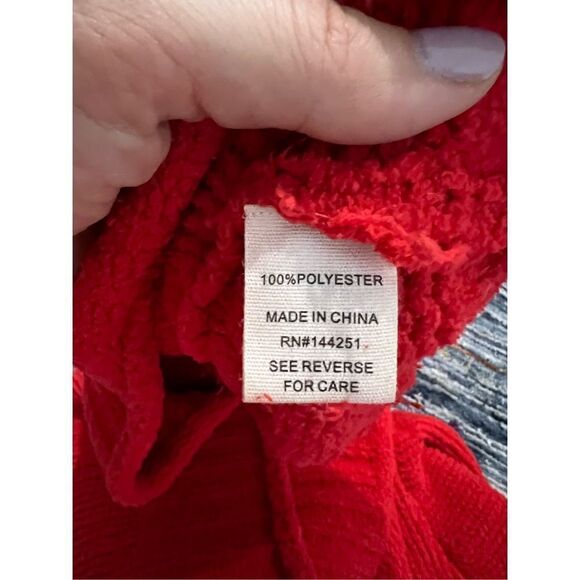 100%POLYESTER
MADE IN CHINA
RN#144251
SEE REVERSE
FOR CARE